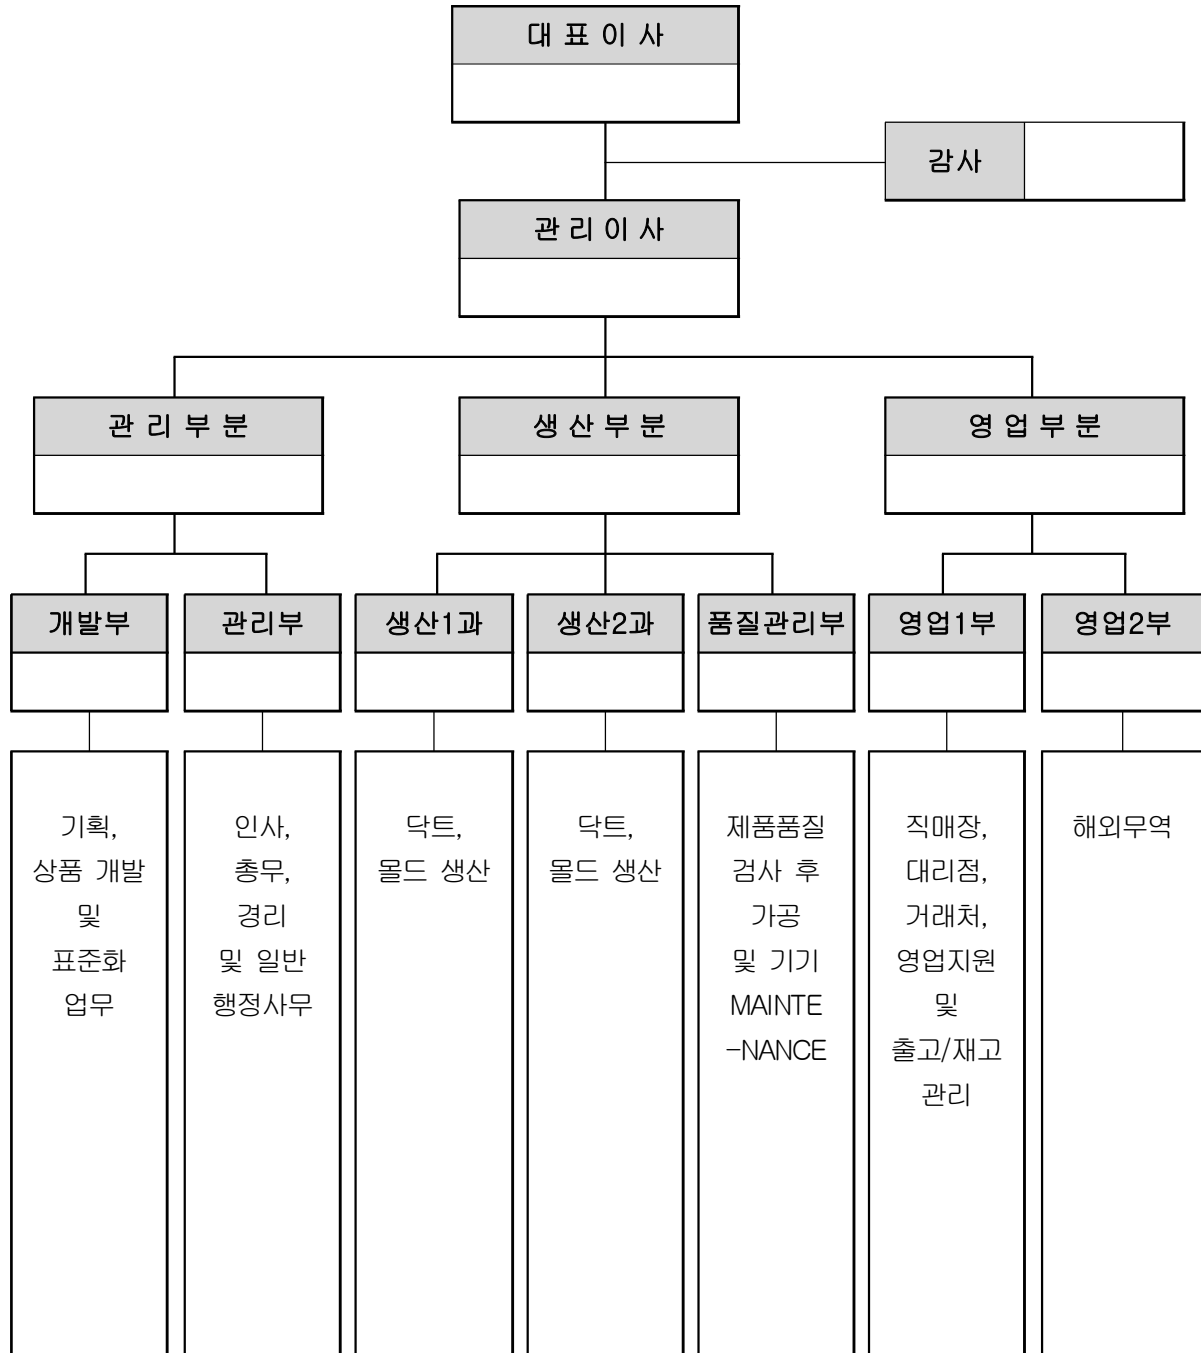 대 표 이 사
감사
관 리 이 사
관 리 부 분
생 산 부 분
영 업 부 분
개발부
관리부
생산1과
생산2과
품질관리부
영업1부
영업2부
기획,
상품 개발
및
표준화
업무
인사,
총무,
경리
및 일반
행정사무
닥트,
몰드 생산
닥트,
몰드 생산
제품품질
검사 후
가공
및 기기
MAINTE
-NANCE
직매장,
대리점,
거래처,
영업지원
및
출고/재고
관리
해외무역